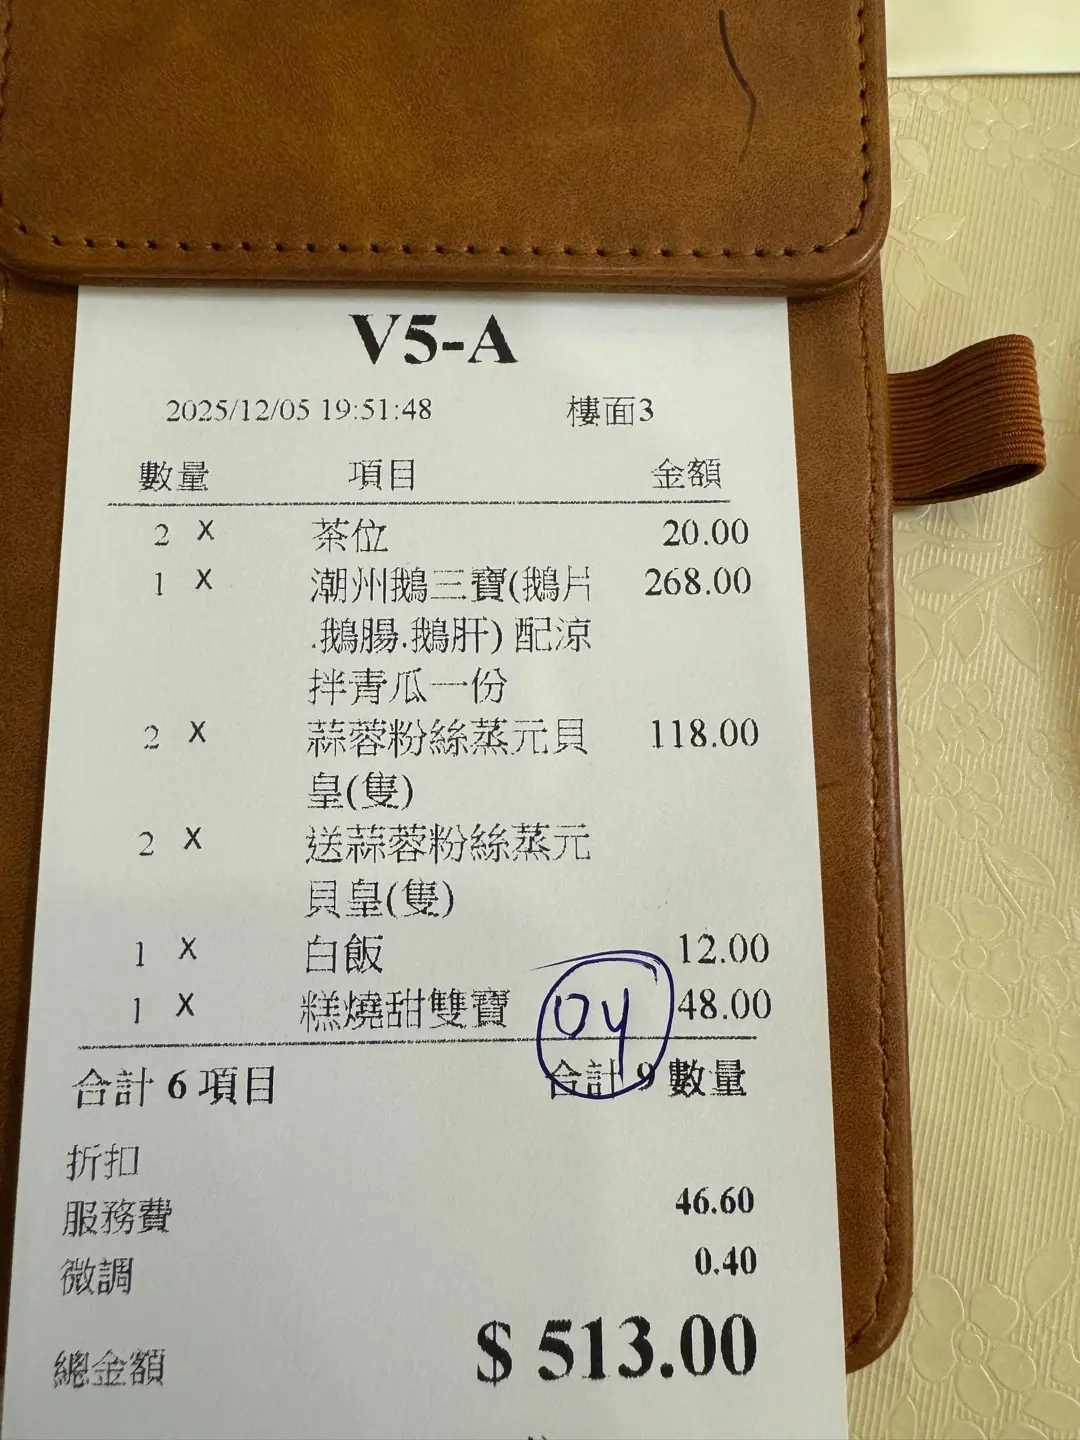 V5-A
2025/12/05 19:51:48 樓面3
數量 項目 金額
2 X 茶位 20.00
1 X 潮州鵝三寶(鵝片 268.00
.鵝腸.鵝肝) 配涼
拌青瓜一份
2 X 蒜蓉粉絲蒸元貝 118.00
皇(隻)
2 X 送蒜蓉粉絲蒸元
貝皇(隻)
1 X 白飯 12.00
1 X 糕燒甜雙寶 48.00
合計 6 項目 合計 9 數量
折扣
服務費 46.60
微調 0.40
總金額 $ 513.00